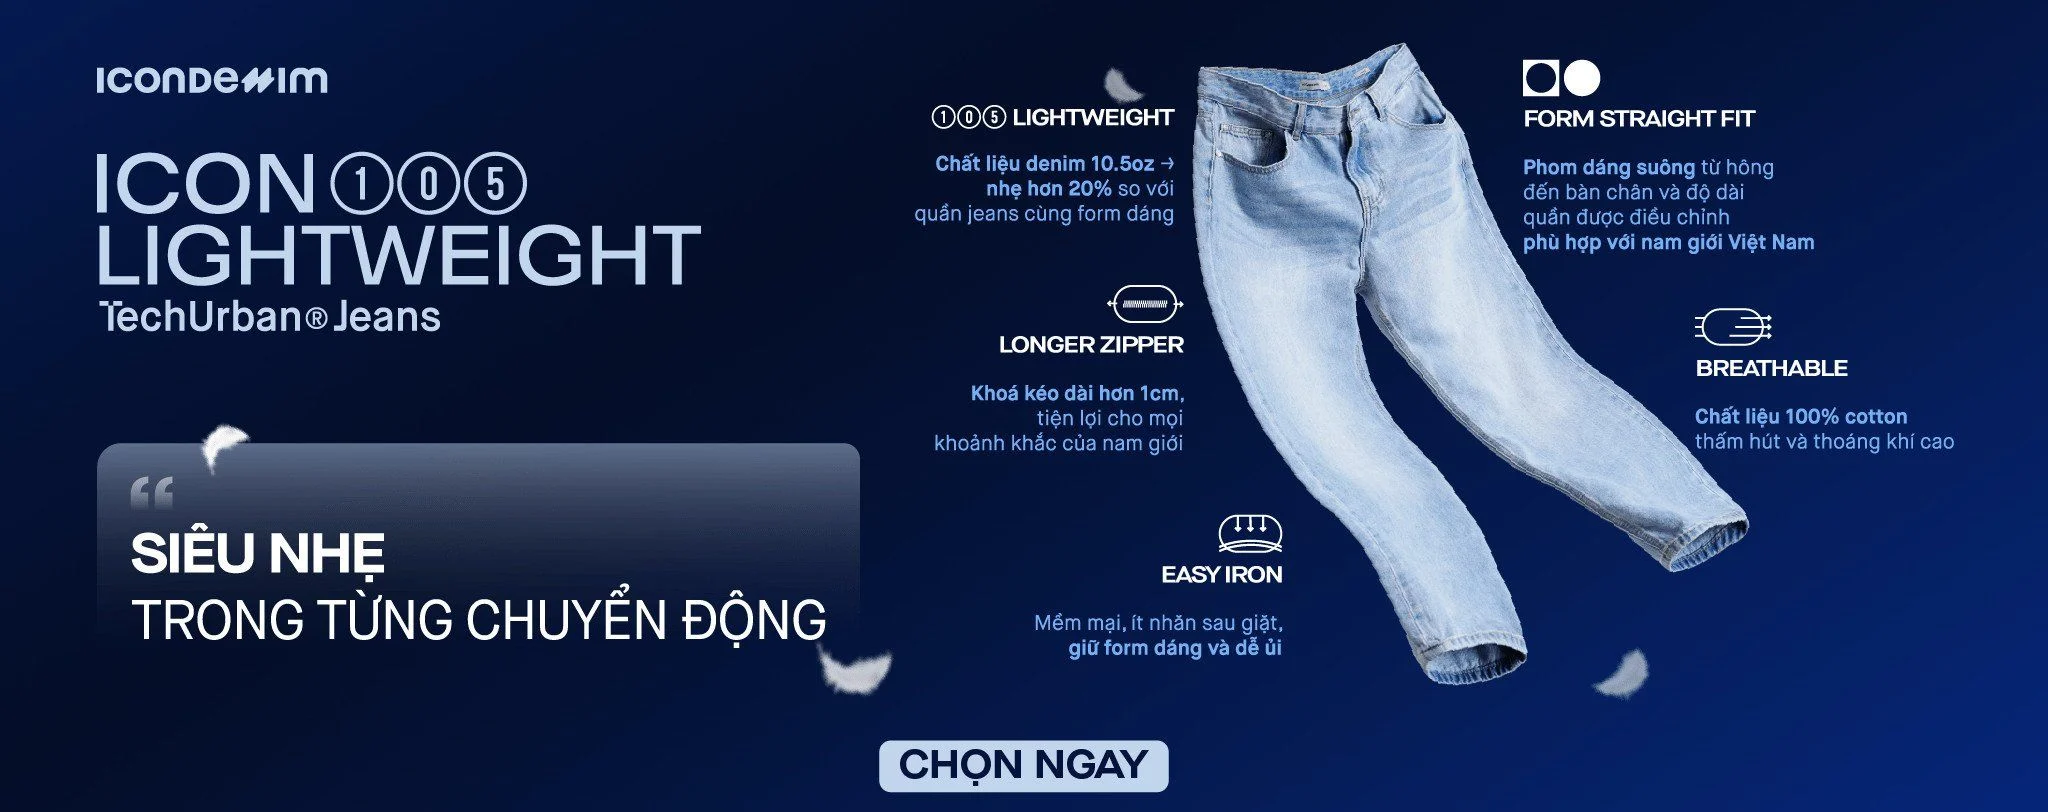 ICONDENIM
ICON 105
LIGHTWEIGHT
TechUrban® Jeans
“
SIÊU NHẸ
TRONG TỪNG CHUYỂN ĐỘNG
105 LIGHTWEIGHT
Chất liệu denim 10.5oz →
nhẹ hơn 20% so với
quần jeans cùng form dáng
LONGER ZIPPER
Khoá kéo dài hơn 1cm,
tiện lợi cho mọi
khoảnh khắc của nam giới
EASY IRON
Mềm mại, ít nhăn sau giặt,
giữ form dáng và dễ ủi
FORM STRAIGHT FIT
Phom dáng suông từ hông
đến bàn chân và độ dài
quần được điều chỉnh
phù hợp với nam giới Việt Nam
BREATHABLE
Chất liệu 100% cotton
thấm hút và thoáng khí cao
CHỌN NGAY